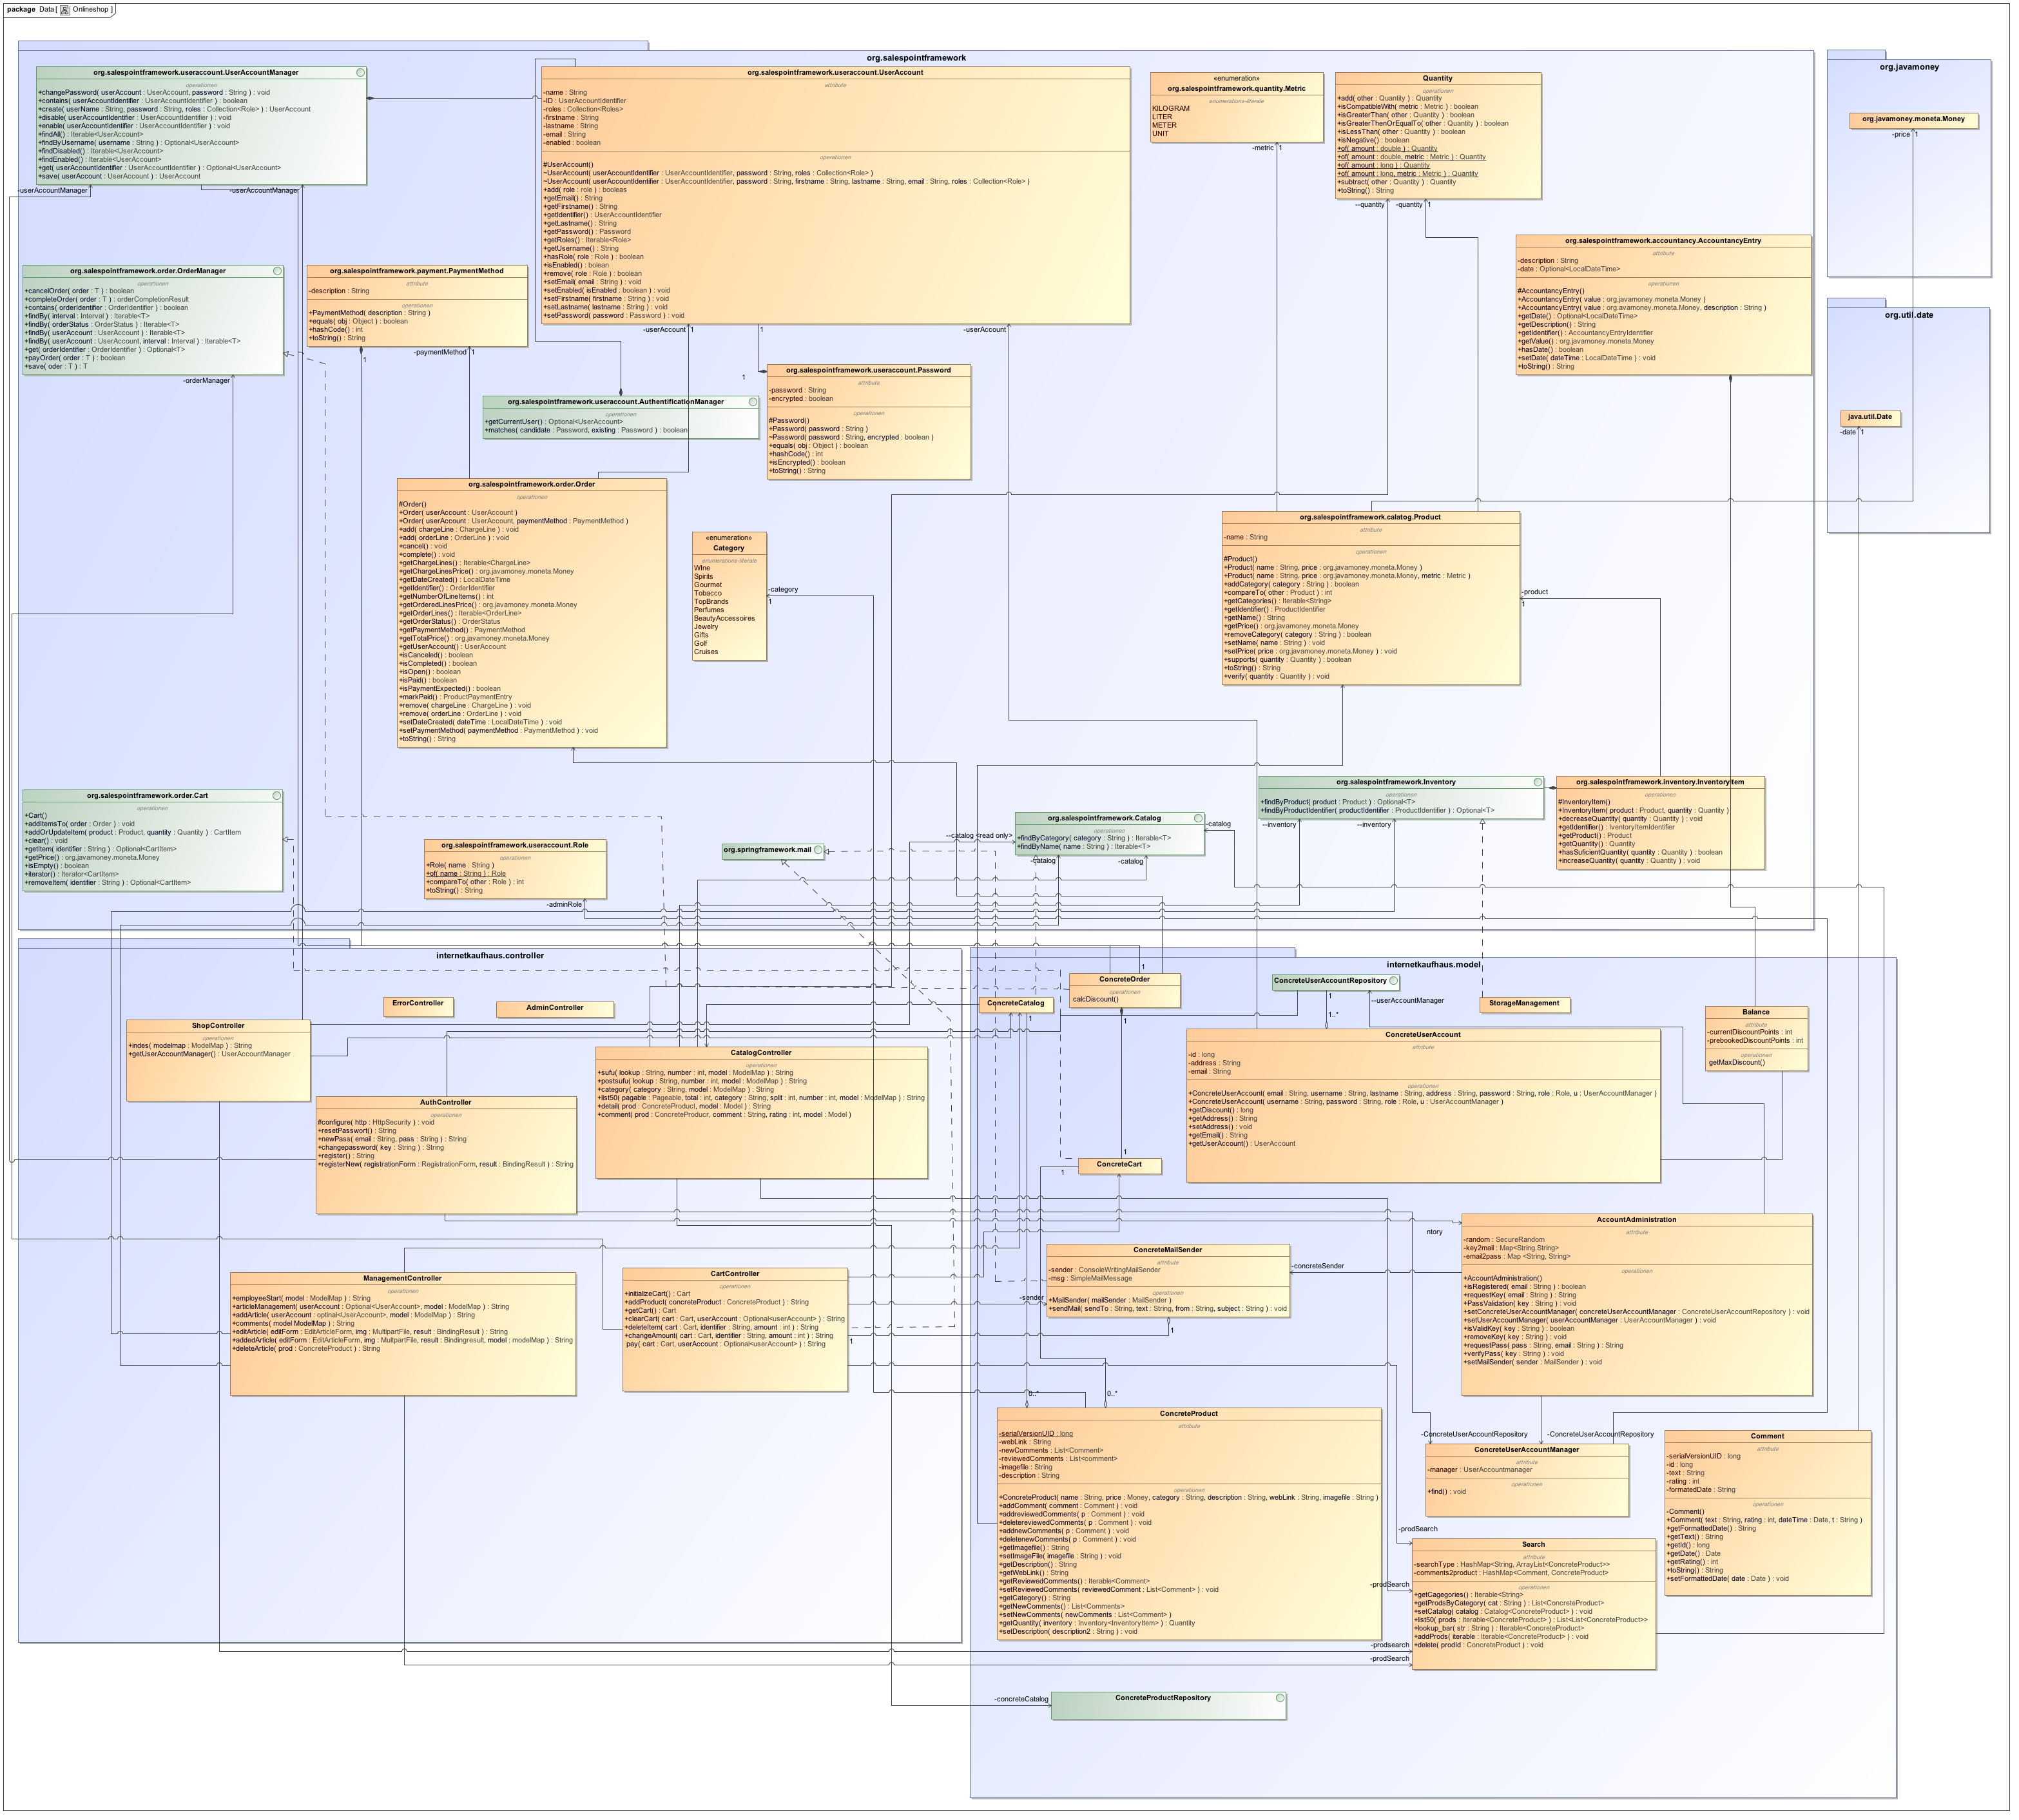 package Data [ Onlineshop ]
org.salespointframework
org.salespointframework.useraccount.UserAccountManager
operationen
+changePassword( userAccount : UserAccount, password : String ) : void
+contains( userAccountIdentifier : UserAccountIdentifier ) : boolean
+create( userName : String, password : String, roles : Collection<Role> ) : UserAccount
+disable( userAccountIdentifier : UserAccountIdentifier ) : void
+enable( userAccountIdentifier : UserAccountIdentifier ) : void
+findAll() : Iterable<UserAccount>
+findByUsername( username : String ) : Optional<UserAccount>
+findDisabled() : Iterable<UserAccount>
+findEnabled() : Iterable<UserAccount>
+get( userAccountIdentifier : UserAccountIdentifier ) : Optional<UserAccount>
+save( userAccount : UserAccount ) : UserAccount
-userAccountManager
-userAccountManager
org.salespointframework.useraccount.UserAccount
attribute
-name : String
-ID : UserAccountIdentifier
-roles : Collection<Roles>
-firstname : String
-lastname : String
-email : String
-enabled : boolean
operationen
#UserAccount()
~UserAccount( userAccountIdentifier : UserAccountIdentifier, password : String, roles : Collection<Role> )
~UserAccount( userAccountIdentifier : UserAccountIdentifier, password : String, firstname : String, lastname : String, email : String, roles : Collection<Role> )
+add( role : role ) : boolean
+getEmail() : String
+getFirstname() : String
+getIdentifier() : UserAccountIdentifier
+getLastname() : String
+getPassword() : Password
+getRoles() : Iterable<Role>
+getUsername() : String
+hasRole( role : Role ) : boolean
+isEnabled() : bolean
+remove( role : Role ) : boolean
+setEmail( email : String ) : void
+setEnabled( isEnabled : boolean ) : void
+setFirstname( firstname : String ) : void
+setLastname( lastname : String ) : void
+setPassword( password : Password ) : void
-userAccount 1
1
-userAccount
«enumeration»
org.salespointframework.quantity.Metric
enumerations-literale
KILOGRAM
LITER
METER
UNIT
-metric 1
Quantity
operationen
+add( other : Quantity ) : Quantity
+isCompatibleWith( metric : Metric ) : boolean
+isGreaterThan( other : Quantity ) : boolean
+isGreaterThenOrEqualTo( other : Quantity ) : boolean
+isLessThan( other : Quantity ) : boolean
+isNegative() : boolean
+of( amount : double ) : Quantity
+of( amount : double, metric : Metric ) : Quantity
+of( amount : long ) : Quantity
+of( amount : long, metric : Metric ) : Quantity
+subtract( other : Quantity ) : Quantity
+toString() : String
--quantity
-quantity 1
org.javamoney
org.javamoney.moneta.Money
-price 1
org.util.date
java.util.Date
-date 1
org.salespointframework.accountancy.AccountancyEntry
attribute
-description : String
-date : Optional<LocalDateTime>
operationen
#AccountancyEntry()
+AccountancyEntry( value : org.javamoney.moneta.Money )
+AccountancyEntry( value : org.javamoney.moneta.Money, description : String )
+getDate() : Optional<LocalDateTime>
+getDescription() : String
+getIdentifier() : AccountancyEntryIdentifier
+getValue() : org.javamoney.moneta.Money
+hasDate() : boolean
+setDate( dateTime : LocalDateTime ) : void
+toString() : String
org.salespointframework.order.OrderManager
operationen
+cancelOrder( order : T ) : boolean
+completeOrder( order : T ) : orderCompletionResult
+contains( orderIdentifier : OrderIdentifier ) : boolean
+findBy( interval : Interval ) : Iterable<T>
+findBy( orderStatus : OrderStatus ) : Iterable<T>
+findBy( userAccount : UserAccount ) : Iterable<T>
+findBy( userAccount : UserAccount, interval : Interval ) : Iterable<T>
+get( orderIdentifier : OrderIdentifier ) : Optional<T>
+payOrder( order : T ) : boolean
+save( oder : T ) : T
-orderManager
org.salespointframework.payment.PaymentMethod
attribute
-description : String
operationen
+PaymentMethod( description : String )
+equals( obj : Object ) : boolean
+hashCode() : int
+toString() : String
1
-paymentMethod 1
org.salespointframework.useraccount.AuthentificationManager
operationen
+getCurrentUser() : Optional<UserAccount>
+matches( candidate : Password, existing : Password ) : boolean
1
org.salespointframework.useraccount.Password
attribute
-password : String
-encrypted : boolean
operationen
#Password()
+Password( password : String )
~Password( password : String, encrypted : boolean )
+equals( obj : Object ) : boolean
+hashCode() : int
+isEncrypted() : boolean
+toString() : String
org.salespointframework.order.Order
operationen
#Order()
+Order( userAccount : UserAccount )
+Order( userAccount : UserAccount, paymentMethod : PaymentMethod )
+add( chargeLine : ChargeLine ) : void
+add( orderLine : OrderLine ) : void
+cancel() : void
+complete() : void
+getChargeLines() : Iterable<ChargeLine>
+getChargeLinesPrice() : org.javamoney.moneta.Money
+getDateCreated() : LocalDateTime
+getIdentifier() : OrderIdentifier
+getNumberOfLineItems() : int
+getOrderedLinesPrice() : org.javamoney.moneta.Money
+getOrderLines() : Iterable<OrderLine>
+getOrderStatus() : OrderStatus
+getPaymentMethod() : PaymentMethod
+getTotalPrice() : org.javamoney.moneta.Money
+getUserAccount() : UserAccount
+isCanceled() : boolean
+isCompleted() : boolean
+isOpen() : boolean
+isPaid() : boolean
+isPaymentExpected() : boolean
+markPaid() : ProductPaymentEntry
+remove( chargeLine : ChargeLine ) : void
+remove( orderLine : OrderLine ) : void
+setDateCreated( dateTime : LocalDateTime ) : void
+setPaymentMethod( paymentMethod : PaymentMethod ) : void
+toString() : String
«enumeration»
Category
enumerations-literale
WIne
Spirits
Gourmet
Tobacco
TopBrands
Perfumes
BeautyAccessoires
Jewelry
Gifts
Golf
Cruises
-category
1
org.salespointframework.calatog.Product
attribute
-name : String
operationen
#Product()
+Product( name : String, price : org.javamoney.moneta.Money )
+Product( name : String, price : org.javamoney.moneta.Money, metric : Metric )
+addCategory( category : String ) : boolean
+compareTo( other : Product ) : int
+getCategories() : Iterable<String>
+getIdentifier() : ProductIdentifier
+getName() : String
+getPrice() : org.javamoney.moneta.Money
+removeCategory( category : String ) : boolean
+setName( name : String ) : void
+setPrice( price : org.javamoney.moneta.Money ) : void
+supports( quantity : Quantity ) : boolean
+toString() : String
+verify( quantity : Quantity ) : void
-product
1
org.salespointframework.order.Cart
operationen
+Cart()
+addItemsTo( order : Order ) : void
+addOrUpdateItem( product : Product, quantity : Quantity ) : CartItem
+clear() : void
+getItem( identifier : String ) : Optional<CartItem>
+getPrice() : org.javamoney.moneta.Money
+isEmpty() : boolean
+iterator() : Iterator<CartItem>
+removeItem( identifier : String ) : Optional<CartItem>
org.salespointframework.useraccount.Role
operationen
+Role( name : String )
+of( name : String ) : Role
+compareTo( other : Role ) : int
+toString() : String
-adminRole
org.springframework.mail
org.salespointframework.Catalog
operationen
+findByCategory( category : String ) : Iterable<T>
+findByName( name : String ) : Iterable<T>
--catalog <read only>
-catalog
-catalog
-catalog
org.salespointframework.Inventory
operationen
+findByProduct( product : Product ) : Optional<T>
+findByProductIdentifier( productIdentifier : ProductIdentifier ) : Optional<T>
--inventory
--inventory
org.salespointframework.inventory.InventoryItem
operationen
#InventoryItem()
+InventoryItem( product : Product, quantity : Quantity )
+decreaseQuantity( quantity : Quantity ) : void
+getIdentifier() : IventoryItemIdentifier
+getProduct() : Product
+getQuantity() : Quantity
+hasSuficientQuantity( quantity : Quantity ) : boolean
+increaseQuantity( quantity : Quantity ) : void
internetkaufhaus.controller
ErrorController
AdminController
ShopController
operationen
+indes( modelmap : ModelMap ) : String
+getUserAccountManager() : UserAccountManager
AuthController
operationen
#configure( http : HttpSecurity ) : void
+resetPasswort() : String
+newPass( email : String, pass : String ) : String
+changepassword( key : String ) : String
+register() : String
+registerNew( registrationForm : RegistrationForm, result : BindingResult ) : String
CatalogController
operationen
+sufu( lookup : String, number : int, model : ModelMap ) : String
+postsufu( lookup : String, number : int, model : ModelMap ) : String
+category( category : String, model : ModelMap ) : String
+list50( pagable : Pageable, total : int, category : String, split : int, number : int, model : ModelMap ) : String
+detail( prod : ConcreteProduct, model : Model ) : String
+comment( prod : ConcreteProducr, comment : String, rating : int, model : Model )
ManagementController
operationen
+employeeStart( model : ModelMap ) : String
+articleManagement( userAccount : Optional<UserAccount>, model : ModelMap ) : String
+addArticle( userAccount : optinal<UserAccount>, model : ModelMap ) : String
+comments( model ModelMap ) : String
+editArticle( editForm : EditArticleForm, img : MultipartFile, result : BindingResult ) : String
+addedArticle( editForm : EditArticleForm, img : MultpartFile, result : Bindingresult, model : modelMap ) : String
+deleteArticle( prod : ConcreteProduct ) : String
CartController
operationen
+initializeCart() : Cart
+addProduct( concreteProduct : ConcreteProduct ) : String
+getCart() : Cart
+clearCart( cart : Cart, userAccount : Optional<userAccount> ) : String
+deleteItem( cart : Cart, identifier : String, amount : int ) : String
+changeAmount( cart : Cart, identifier : String, amount : int ) : String
pay( cart : Cart, userAccount : Optional<userAccount> ) : String
1
internetkaufhaus.model
ConcreteOrder
operationen
calcDiscount()
1
1
ConcreteCatalog
1
ConcreteUserAccountRepository
1
1..*
--userAccountManager
StorageManagement
Balance
attribute
-currentDiscountPoints : int
-prebookedDiscountPoints : int
operationen
getMaxDiscount()
ConcreteUserAccount
attribute
-id : long
-address : String
-email : String
operationen
+ConcreteUserAccount( email : String, username : String, lastname : String, address : String, password : String, role : Role, u : UserAccountManager )
+ConcreteUserAccount( username : String, password : String, role : Role, u : UserAccountManager )
+getDiscount() : long
+getAddress() : String
+setAddress() : void
+getEmail() : String
+getUserAccount() : UserAccount
1
ConcreteCart
1
ntory
AccountAdministration
attribute
-random : SecureRandom
-key2mail : Map<String,String>
-email2pass : Map <String, String>
operationen
+AccountAdministration()
+isRegistered( email : String ) : boolean
+requestKey( email : String ) : String
+PassValidation( key : String ) : void
+setConcreteUserAccountManager( concreteUserAccountManager : ConcreteUserAccountRepository ) : void
+setUserAccountManager( userAccountManager : UserAccountManager ) : void
+isValidKey( key : String ) : boolean
+removeKey( key : String ) : void
+requestPass( pass : String, email : String ) : String
+verifyPass( key : String ) : void
+setMailSender( sender : MailSender ) : void
ConcreteMailSender
attribute
-sender : ConsoleWritingMailSender
-msg : SimpleMailMessage
operationen
+MailSender( mailSender : MailSender )
+sendMail( sendTo : String, text : String, from : String, subject : String ) : void
-concreteSender
-sender
1
0..*
0..*
ConcreteProduct
attribute
-serialVersionUID : long
-webLink : String
-newComments : List<Comment>
-reviewedComments : List<comment>
-imagefile : String
-description : String
operationen
+ConcreteProduct( name : String, price : Money, category : String, description : String, webLink : String, imagefile : String )
+addComment( comment : Comment ) : void
+addreviewedComments( p : Comment ) : void
+deletereviewedComments( p : Comment ) : void
+addnewComments( p : Comment ) : void
+deletenewComments( p : Comment ) : void
+getImagefile() : String
+setImageFile( imagefile : String ) : void
+getDescription() : String
+getWebLink() : String
+getReviewedComments() : Iterable<Comment>
+setReviewedComments( reviewedComment : List<Comment> ) : void
+getCategory() : String
+getNewComments() : List<Comments>
+setNewComments( newComments : List<Comment> )
+getQuantity( inventory : Inventory<InventoryItem> ) : Quantity
+setDescription( description2 : String ) : void
-ConcreteUserAccountRepository
-ConcreteUserAccountRepository
ConcreteUserAccountManager
attribute
-manager : UserAccountmanager
operationen
+find() : void
Comment
attribute
-serialVersionUID : long
-id : long
-text : String
-rating : int
-formatedDate : String
operationen
-Comment()
+Comment( text : String, rating : int, dateTime : Date, t : String )
+getFormattedDate() : String
+getText() : String
+getId() : long
+getDate() : Date
+getRating() : int
+toString() : String
+setFormattedDate( date : Date ) : void
-prodSearch
-prodSearch
-prodsearch
-prodSearch
Search
attribute
-searchType : HashMap<String, ArrayList<ConcreteProduct>>
-comments2product : HashMap<Comment, ConcreteProduct>
operationen
+getCagegories() : Iterable<String>
+getProdsByCategory( cat : String ) : List<ConcreteProduct>
+setCatalog( catalog : Catalog<ConcreteProduct> ) : void
+list50( prods : Iterable<ConcreteProduct> ) : List<List<ConcreteProduct>>
+lookup_bar( str : String ) : Iterable<ConcreteProduct>
+addProds( iterable : Iterable<ConcreteProduct> ) : void
+delete( prodId : ConcreteProduct ) : void
-concreteCatalog
ConcreteProductRepository